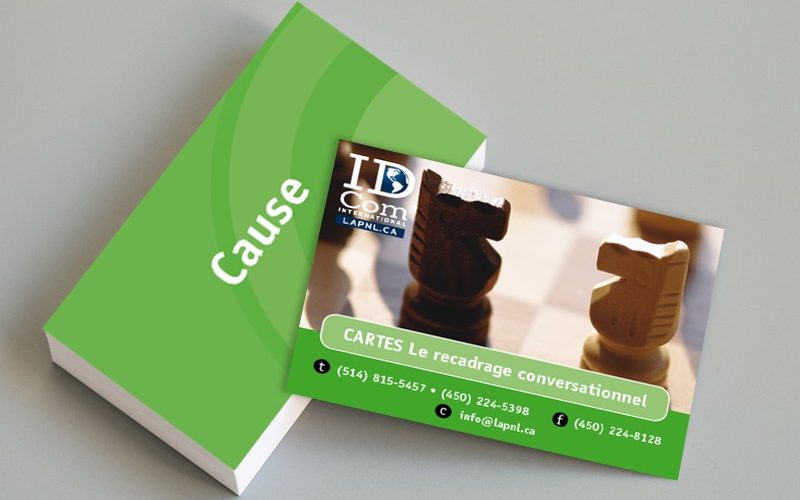 Cause
ID
Com
INTERNATIONAL
LAPNL.CA
CARTES Le recadrage conversationnel
t (514) 815-5457 • (450) 224-5398
f (450) 224-8128
c info@lapnl.ca